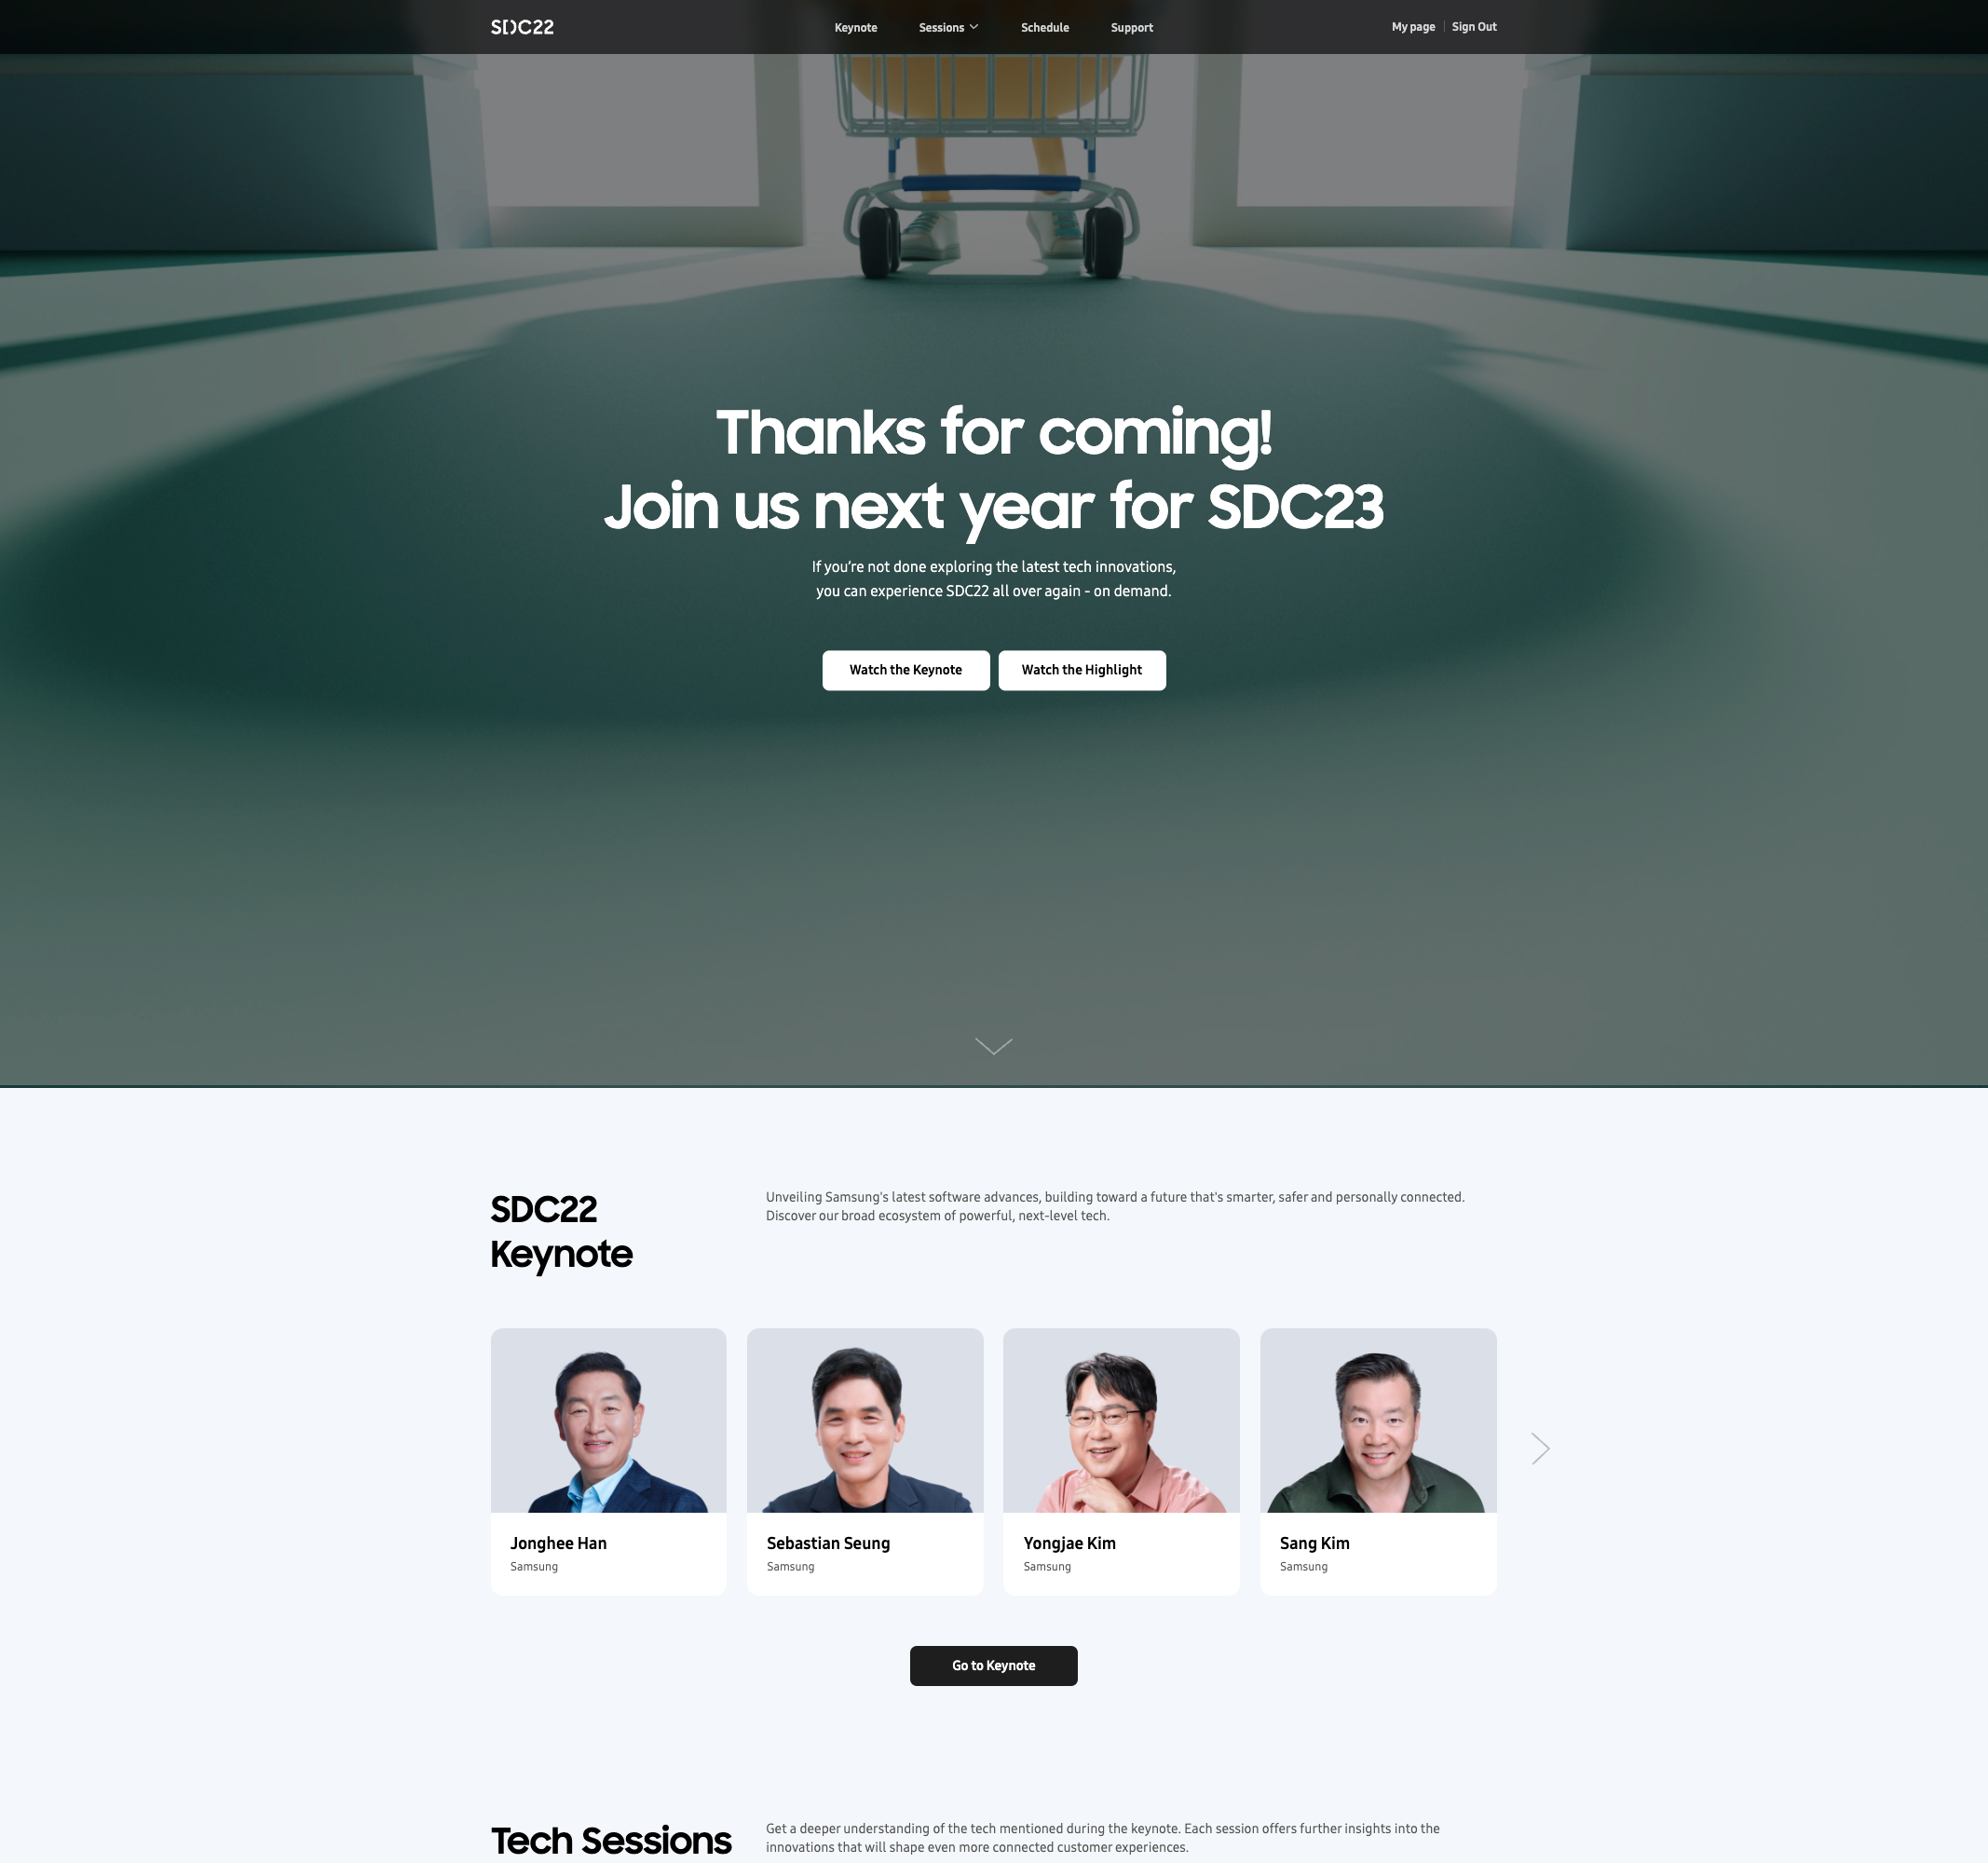 SDC22
Keynote
Sessions
Schedule
Support
My page
Sign Out
Thanks for coming!
Join us next year for SDC23
If you're not done exploring the latest tech innovations,
you can experience SDC22 all over again - on demand.
Watch the Keynote
Watch the Highlight
SDC22
Keynote
Unveiling Samsung's latest software advances, building toward a future that's smarter, safer and personally connected.
Discover our broad ecosystem of powerful, next-level tech.
Jonghee Han
Samsung
Sebastian Seung
Samsung
Yongjae Kim
Samsung
Sang Kim
Samsung
Go to Keynote
Tech Sessions
Get a deeper understanding of the tech mentioned during the keynote. Each session offers further insights into the
innovations that will shape even more connected customer experiences.